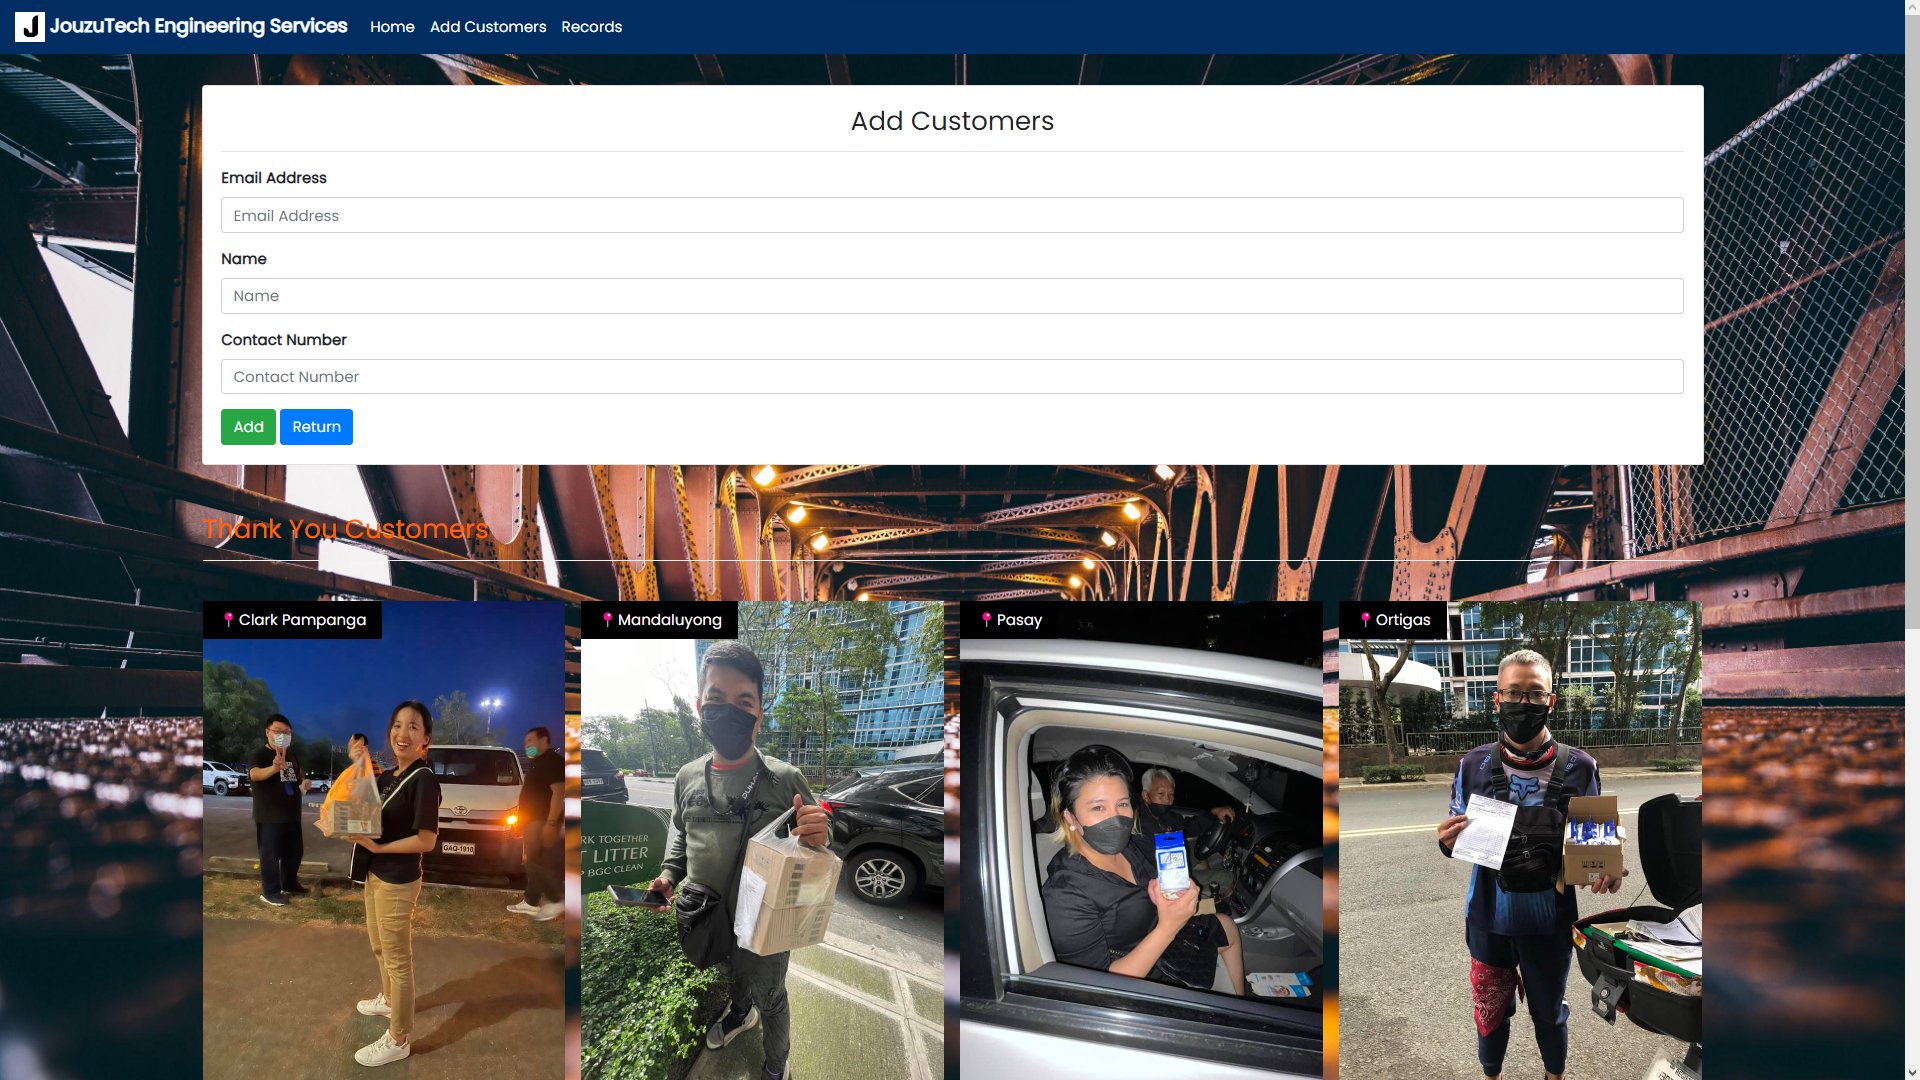 J JouzuTech Engineering Services Home Add Customers Records
Add Customers
Email Address
Email Address
Name
Name
Contact Number
Contact Number
Add Return
Thank You Customers
Clark Pampanga
Mandaluyong
Pasay
Ortigas
GAQ-1910
RK TOGETHER
T LITTER
P BGC CLEAN